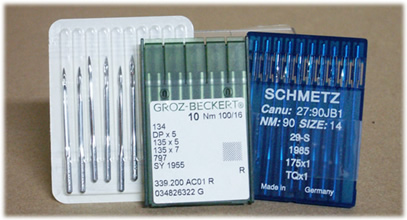 GROZ-BECKERT®
10 Nm 100/16
134
DP x 5
135 x 5
135 x 7
797
SY 1955
R
339.200 AC01 R
034826322 G
SCHMETZ
Canu: 27:90JB1
NM: 90 SIZE: 14
29-S
1985
175x1
TQx1
Made in Germany